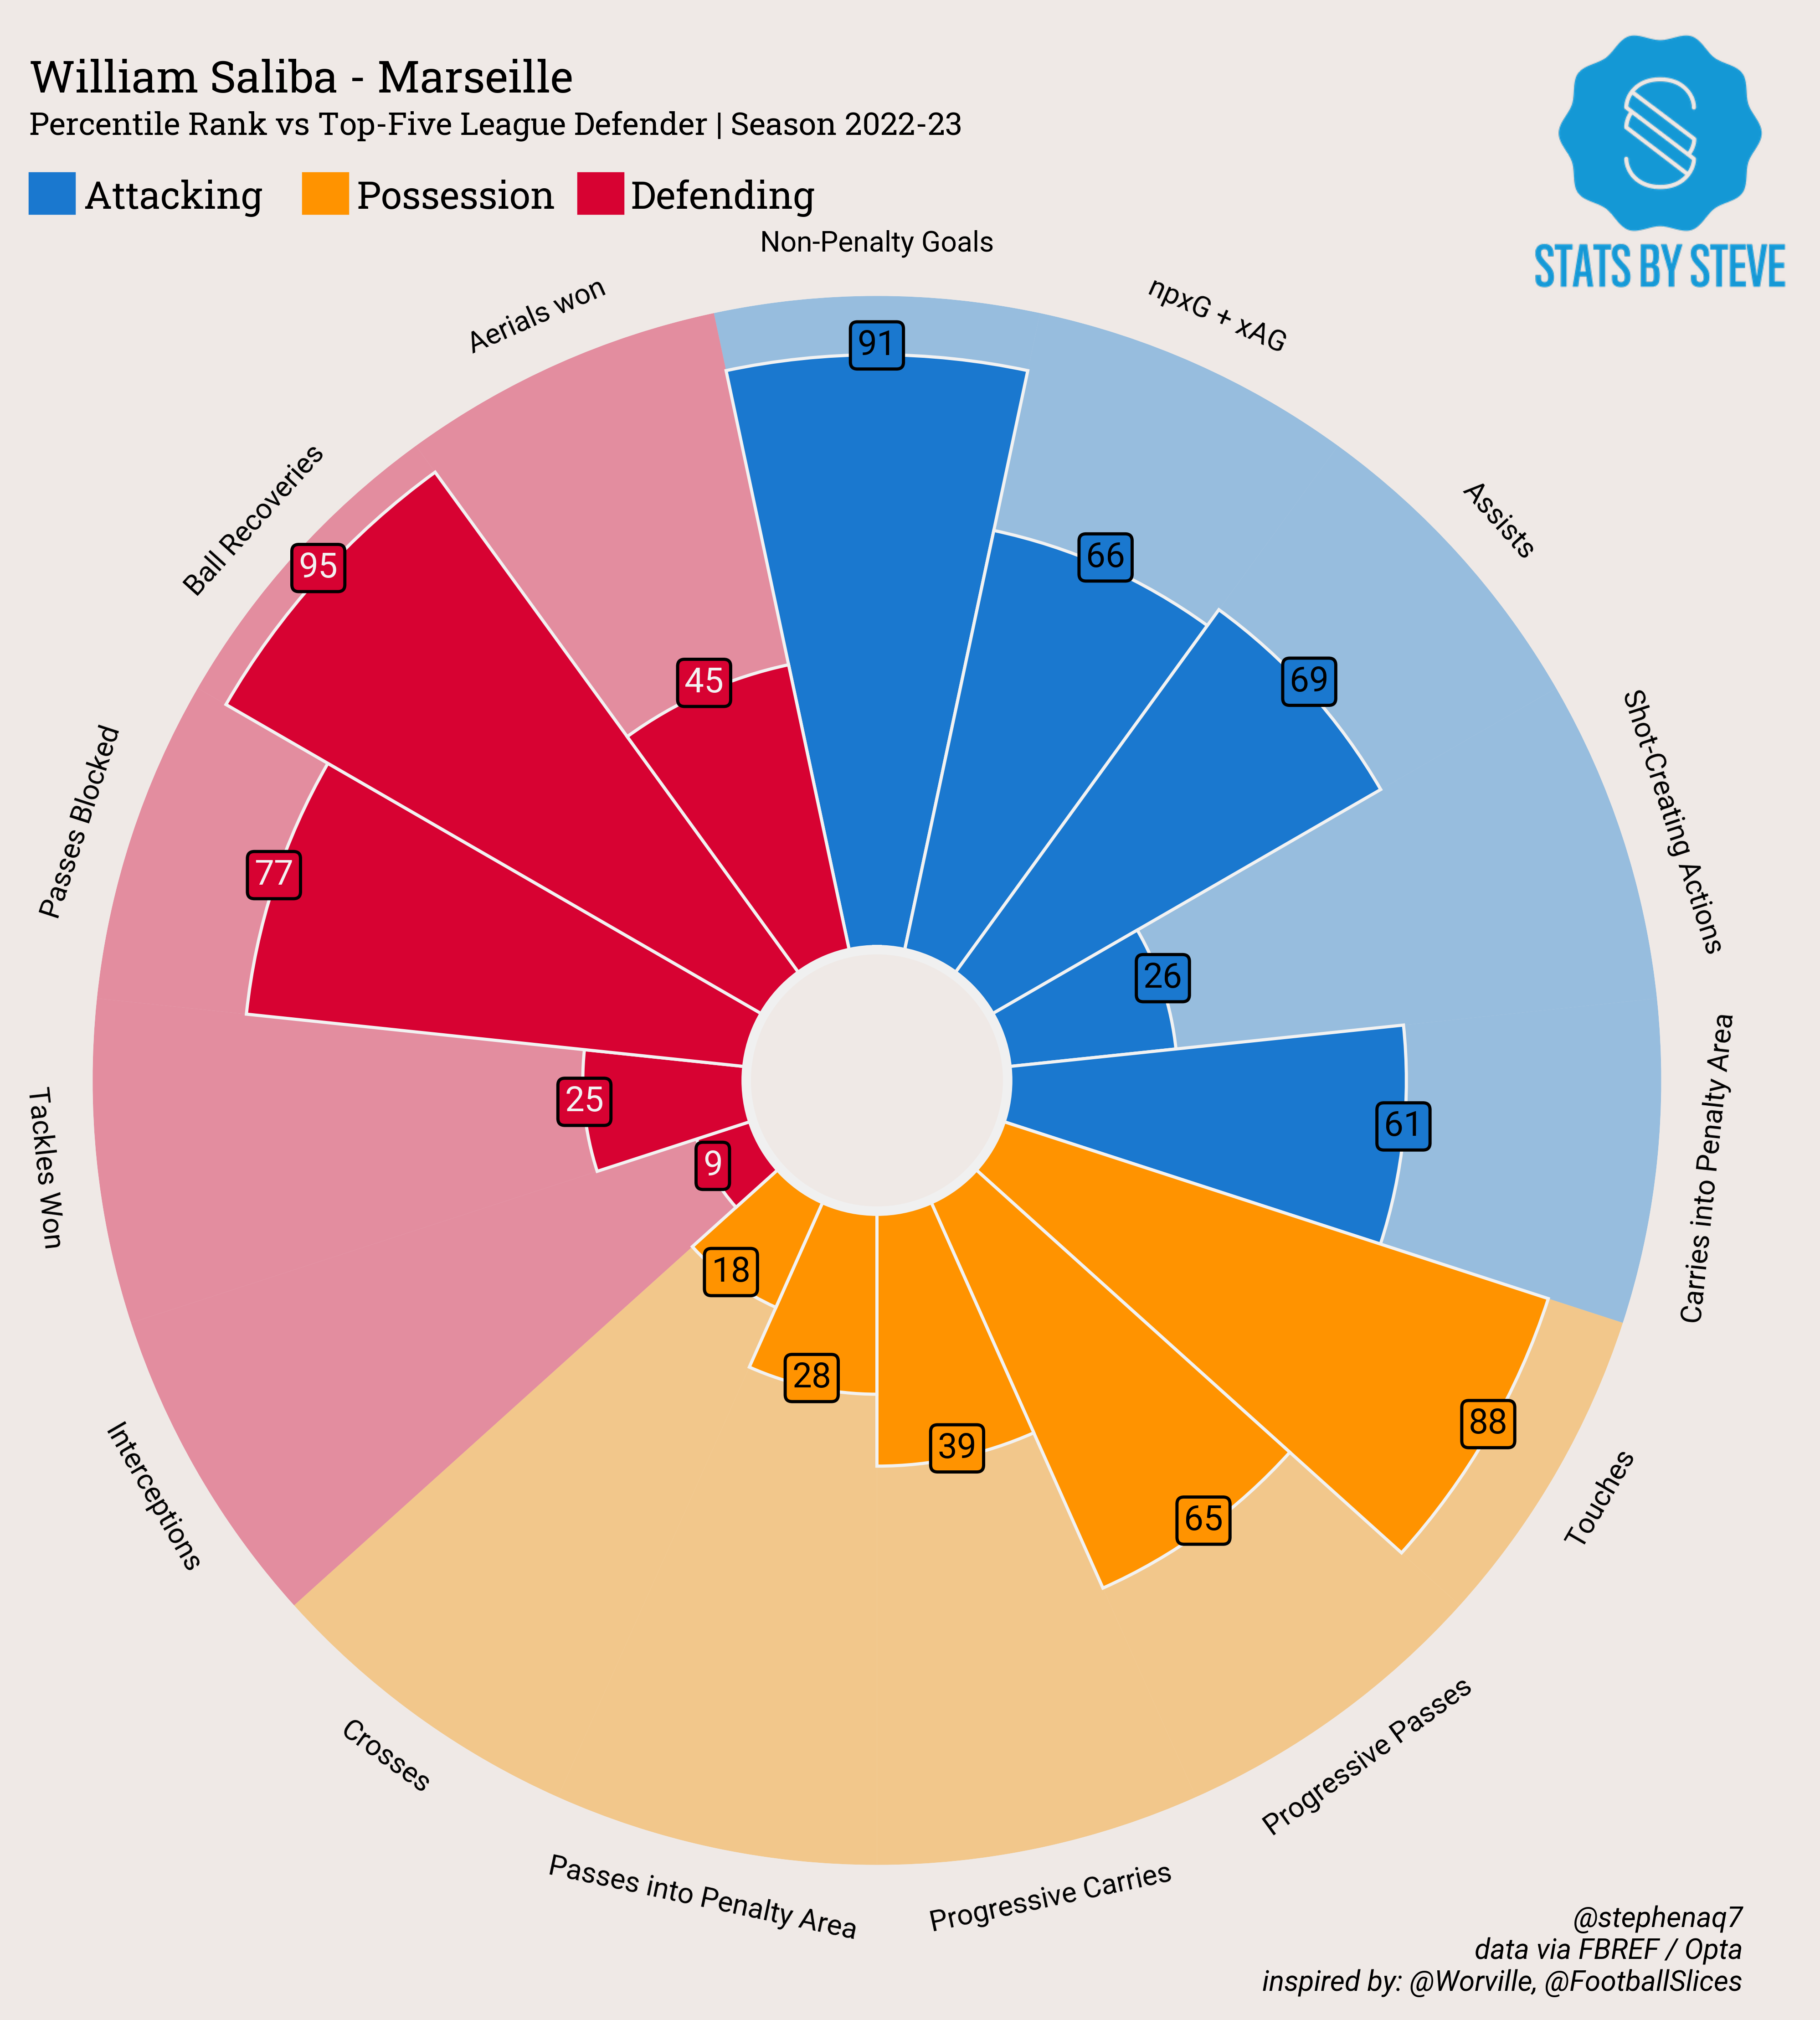 William Saliba - Marseille
Percentile Rank vs Top-Five League Defender | Season 2022-23
Attacking
Possession
Defending
STATS BY STEVE
Non-Penalty Goals
91
npxG + xAG
66
Assists
69
Shot-Creating Actions
26
Carries into Penalty Area
61
Touches
88
Progressive Passes
65
Progressive Carries
39
Passes into Penalty Area
28
Crosses
18
Interceptions
9
Tackles Won
25
Passes Blocked
77
Ball Recoveries
95
Aerials won
45
@stephenaq7
data via FBREF / Opta
inspired by: @Worville, @FootballSlices